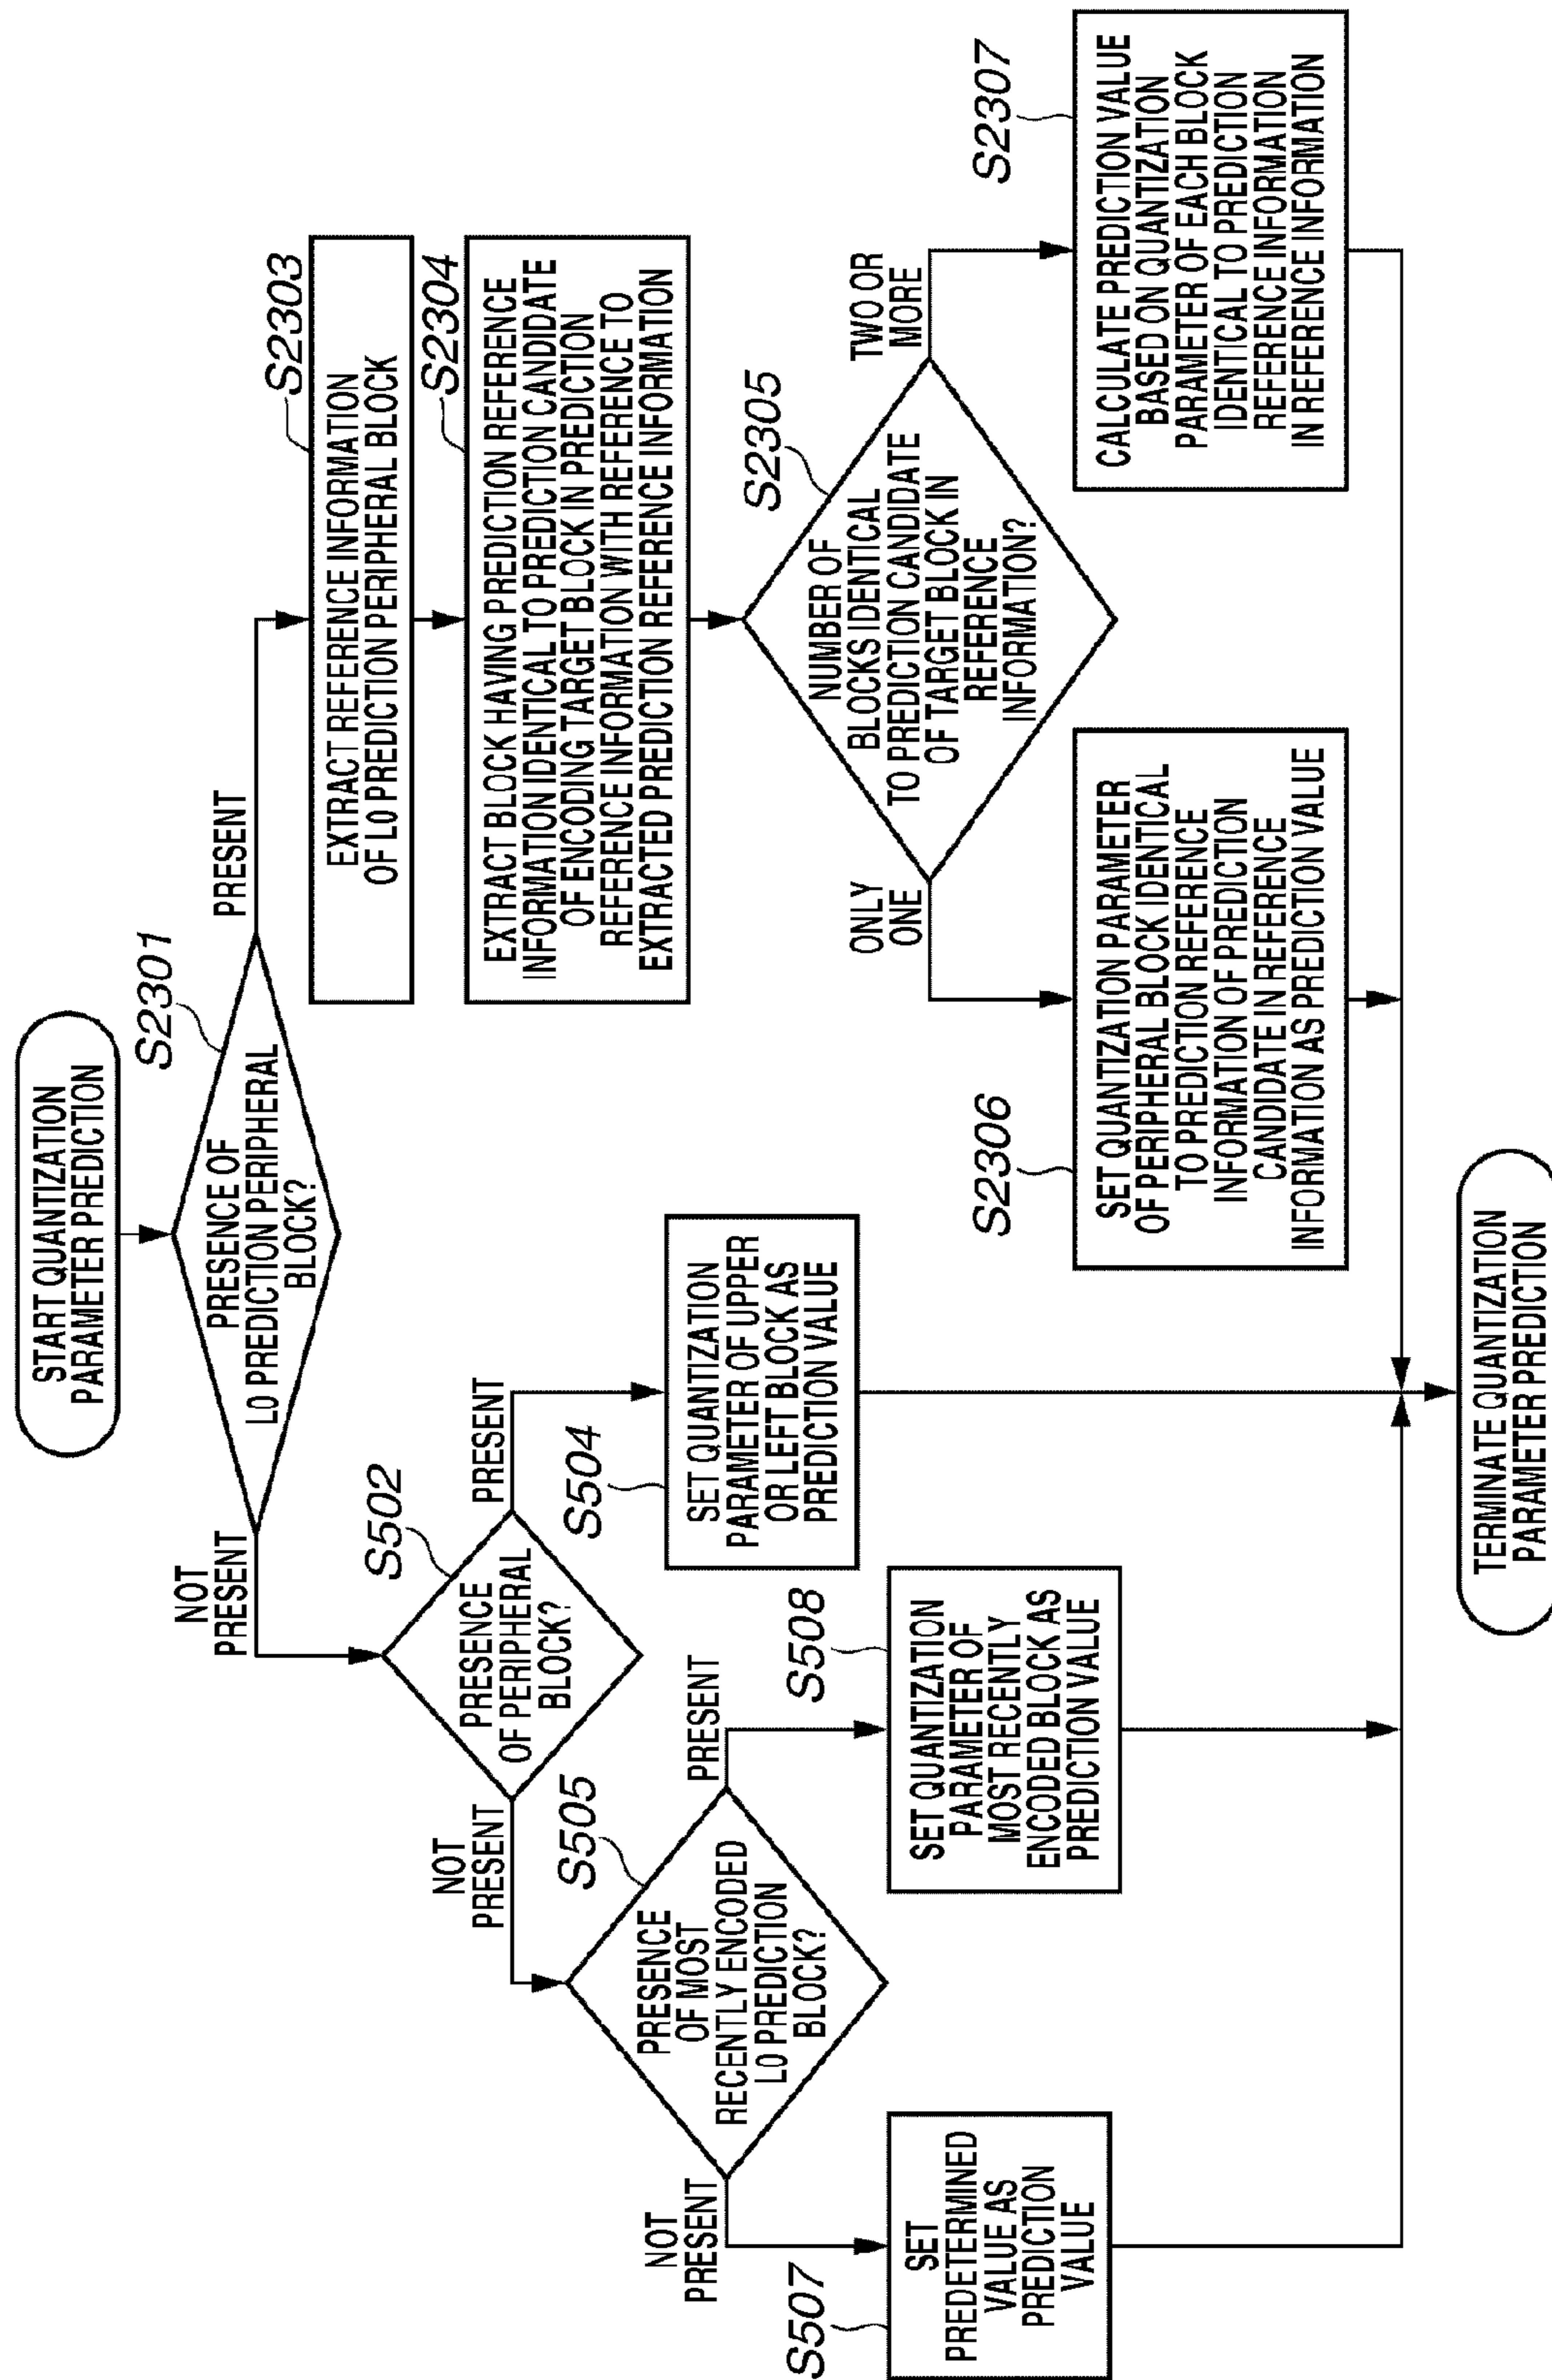 START QUANTIZATION
PARAMETER PREDICTION
S2301
PRESENCE OF
L0 PREDICTION PERIPHERAL
BLOCK?
NOT
PRESENT
PRESENT
S502
PRESENCE
OF PERIPHERAL
BLOCK?
NOT
PRESENT
PRESENT
S505
PRESENCE
OF MOST
RECENTLY ENCODED
L0 PREDICTION
BLOCK?
NOT
PRESENT
PRESENT
S507
SET
PREDETERMINED
VALUE AS
PREDICTION
VALUE
S508
SET QUANTIZATION
PARAMETER OF
MOST RECENTLY
ENCODED BLOCK AS
PREDICTION VALUE
S504
SET QUANTIZATION
PARAMETER OF UPPER
OR LEFT BLOCK AS
PREDICTION VALUE
S2303
EXTRACT REFERENCE INFORMATION
OF L0 PREDICTION PERIPHERAL BLOCK
S2304
EXTRACT BLOCK HAVING PREDICTION REFERENCE
INFORMATION IDENTICAL TO PREDICTION CANDIDATE
OF ENCODING TARGET BLOCK IN PREDICTION
REFERENCE INFORMATION WITH REFERENCE TO
EXTRACTED PREDICTION REFERENCE INFORMATION
S2305
NUMBER OF
BLOCKS IDENTICAL
TO PREDICTION CANDIDATE
OF TARGET BLOCK IN
REFERENCE
INFORMATION?
ONLY
ONE
TWO OR
MORE
S2306
SET QUANTIZATION PARAMETER
OF PERIPHERAL BLOCK IDENTICAL
TO PREDICTION REFERENCE
INFORMATION OF PREDICTION
CANDIDATE IN REFERENCE
INFORMATION AS PREDICTION VALUE
S2307
CALCULATE PREDICTION VALUE
BASED ON QUANTIZATION
PARAMETER OF EACH BLOCK
IDENTICAL TO PREDICTION
REFERENCE INFORMATION
IN REFERENCE INFORMATION
TERMINATE QUANTIZATION
PARAMETER PREDICTION